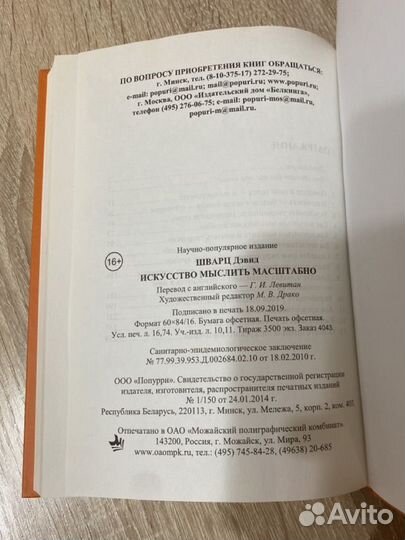 ПО ВОПРОСУ ПРИОБРЕТЕНИЯ КНИГ ОБРАЩАТЬСЯ:
г. Минск, тел. (8-10-375-17) 272-29-75;
e-mail: popuri@mail.ru; mail@popuri.ru; www.popuri.ru;
г. Москва, ООО «Издательский дом «Белкнига»,
телефон (495) 276-06-75; e-mail: popuri-mos@mail.ru,
popuri-m@mail.ru.
Научно-популярное издание
16+
ШВАРЦ Дэвид
ИСКУССТВО МЫСЛИТЬ МАСШТАБНО
Перевод с английского — Г. И. Левитан
Художественный редактор М. В. Драко
Подписано в печать 18.09.2019.
Формат 60×84/16. Бумага офсетная. Печать офсетная.
Усл. печ. л. 16,74. Уч.-изд. л. 10,11. Тираж 3500 экз. Заказ 4043.
Санитарно-эпидемиологическое заключение
№ 77.99.39.953.Д.002684.02.10 от 18.02.2010 г.
ООО «Попурри». Свидетельство о государственной регистрации
издателя, изготовителя, распространителя печатных изданий
№ 1/150 от 24.01.2014 г.
Республика Беларусь, 220113, г. Минск, ул. Мележа, 5, корп. 2, ком. 403.
Отпечатано в ОАО «Можайский полиграфический комбинат».
143200, Россия, г. Можайск, ул. Мира, 93
www.oaompk.ru, тел.: (495) 745-84-28, (49638) 20-685
Avito